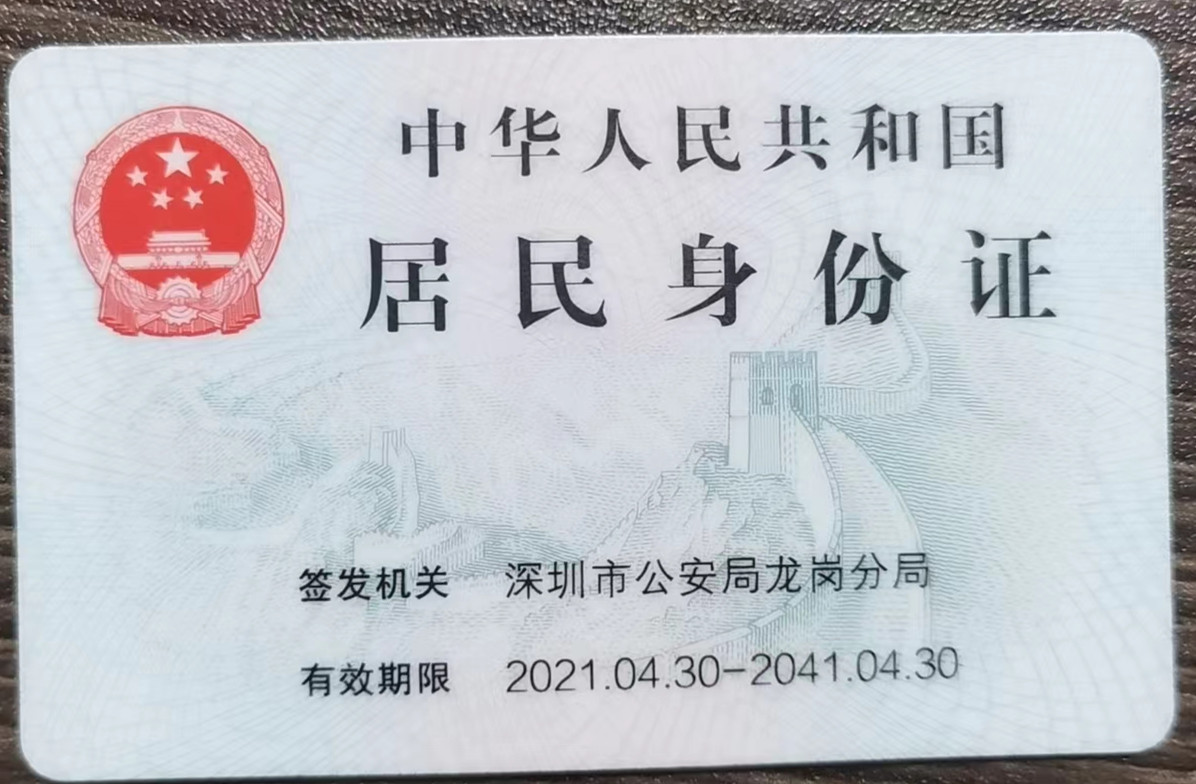 中华人民共和国
居民身份证
签发机关 深圳市公安局龙岗分局
有效期限 2021.04.30-2041.04.30